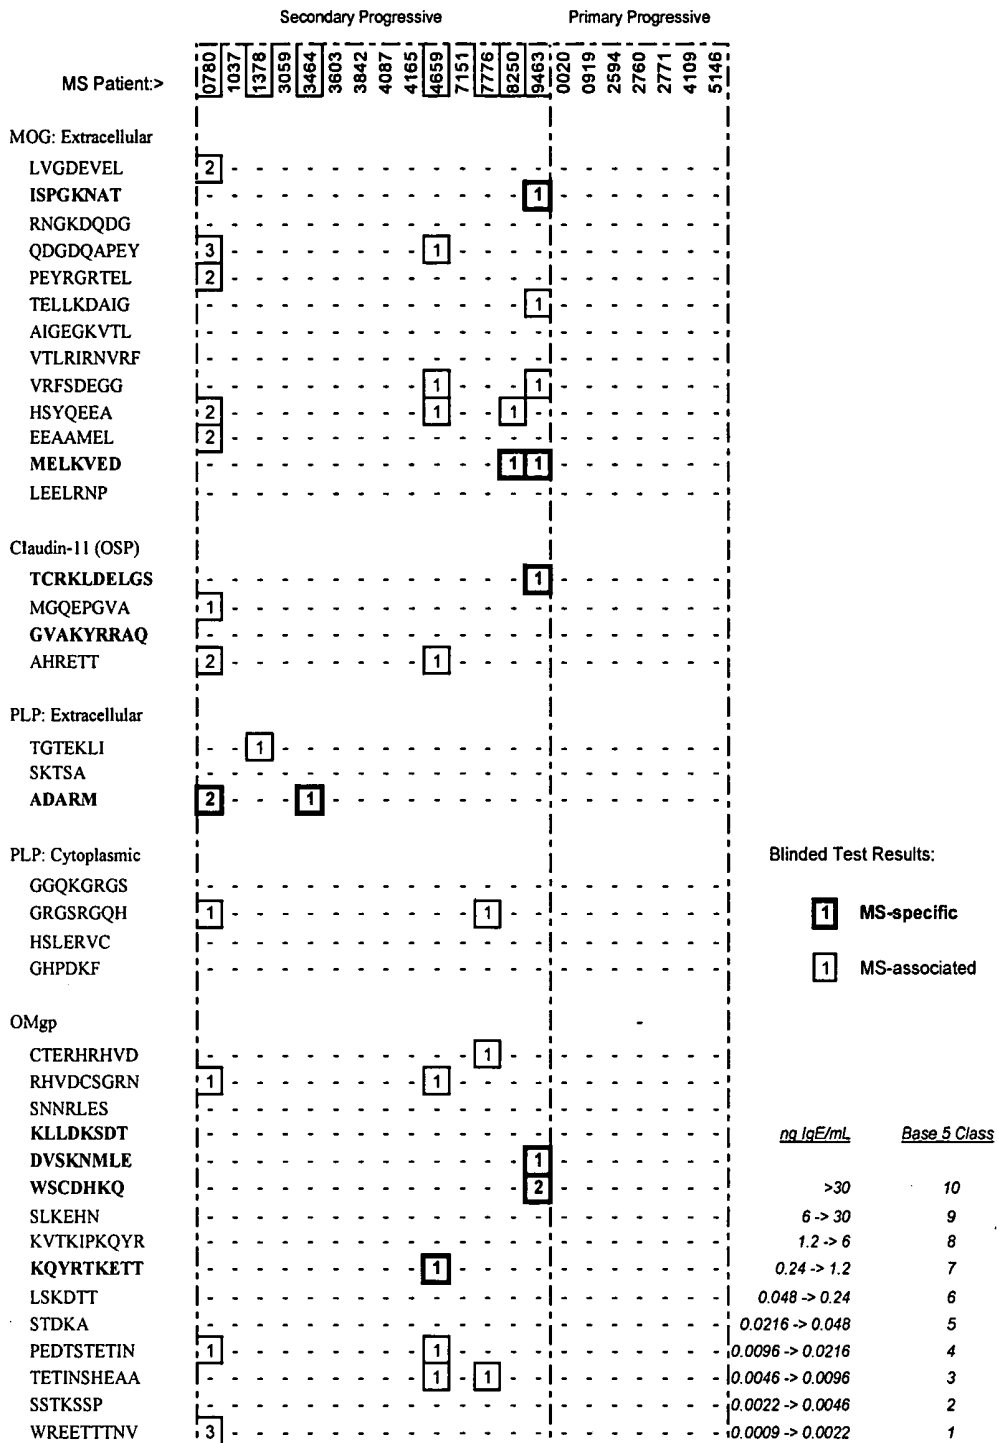 Secondary Progressive Primary Progressive
MS Patient:> 0780 1037 1378 3059 3464 3603 3842 4087 4165 4659 7151 7776 8250 9463 0020 0919 2594 2760 2771 4109 5146
MOG: Extracellular
LVGDEVEL 2 - - - - - - - - - - - - - - - - - - - -
ISPGKNAT - - - - - - - - - - - - - 1 - - - - - - -
RNGKDQDG - - - - - - - - - - - - - - - - - - - - -
QDGDQAPEY 3 - - - - - - - - 1 - - - - - - - - - - -
PEYRGRTEL 2 - - - - - - - - - - - - - - - - - - - -
TELLKDAIG - - - - - - - - - - - - - 1 - - - - - - -
AIGEGKVTL - - - - - - - - - - - - - - - - - - - - -
VTLRIRNVRF - - - - - - - - - - - - - - - - - - - - -
VRFSDEGG - - - - - - - - - 1 - - - 1 - - - - - - -
HSYQEEA 2 - - - - - - - - 1 - - 1 - - - - - - - -
EEAAMEL 2 - - - - - - - - - - - - - - - - - - - -
MELKVED - - - - - - - - - - - - 1 1 - - - - - - -
LEELRNP - - - - - - - - - - - - - - - - - - - - -
Claudin-11 (OSP)
TCRKLDELGS - - - - - - - - - - - - - 1 - - - - - - -
MGQEPGVA 1 - - - - - - - - - - - - - - - - - - - -
GVAKYRRAQ - - - - - - - - - - - - - - - - - - - - -
AHRETT 2 - - - - - - - - 1 - - - - - - - - - - -
PLP: Extracellular
TGTEKLI - - 1 - - - - - - - - - - - - - - - - - -
SKTSA - - - - - - - - - - - - - - - - - - - - -
ADARM 2 - - - 1 - - - - - - - - - - - - - - - -
PLP: Cytoplasmic
GGQKGRGS - - - - - - - - - - - - - - - - - - - - -
GRGSRGQH 1 - - - - - - - - - - 1 - - - - - - - - -
HSLERVC - - - - - - - - - - - - - - - - - - - - -
GHPDKF - - - - - - - - - - - - - - - - - - - - -
Blinded Test Results:
1 MS-specific
1 MS-associated
OMgp
CTERHRHVD - - - - - - - - - - - 1 - - - - - - - - -
RHVDCSGRN 1 - - - - - - - - 1 - - - - - - - - - - -
SNNRLES - - - - - - - - - - - - - - - - - - - - -
KLLDKSDT - - - - - - - - - - - - - - - - - - - - - ng IgE/mL Base 5 Class
DVSKNMLE - - - - - - - - - - - - - 1 - - - - - - -
WSCDHKQ - - - - - - - - - - - - - 2 - - - - - - - >30 10
SLKEHN - - - - - - - - - - - - - - - - - - - - - 6 -> 30 9
KVTKIPKQYR - - - - - - - - - - - - - - - - - - - - - 1.2 -> 6 8
KQYRTKETT - - - - - - - - - 1 - - - - - - - - - - - 0.24 -> 1.2 7
LSKDTT - - - - - - - - - - - - - - - - - - - - - 0.048 -> 0.24 6
STDKA - - - - - - - - - - - - - - - - - - - - - 0.0216 -> 0.048 5
PEDTSTETIN 1 - - - - - - - - 1 - - - - - - - - - - - 0.0096 -> 0.0216 4
TETINSHEAA - - - - - - - - - 1 - 1 - - - - - - - - - 0.0046 -> 0.0096 3
SSTKSSP - - - - - - - - - - - - - - - - - - - - - 0.0022 -> 0.0046 2
WREETTTNV 3 - - - - - - - - - - - - - - - - - - - - 0.0009 -> 0.0022 1